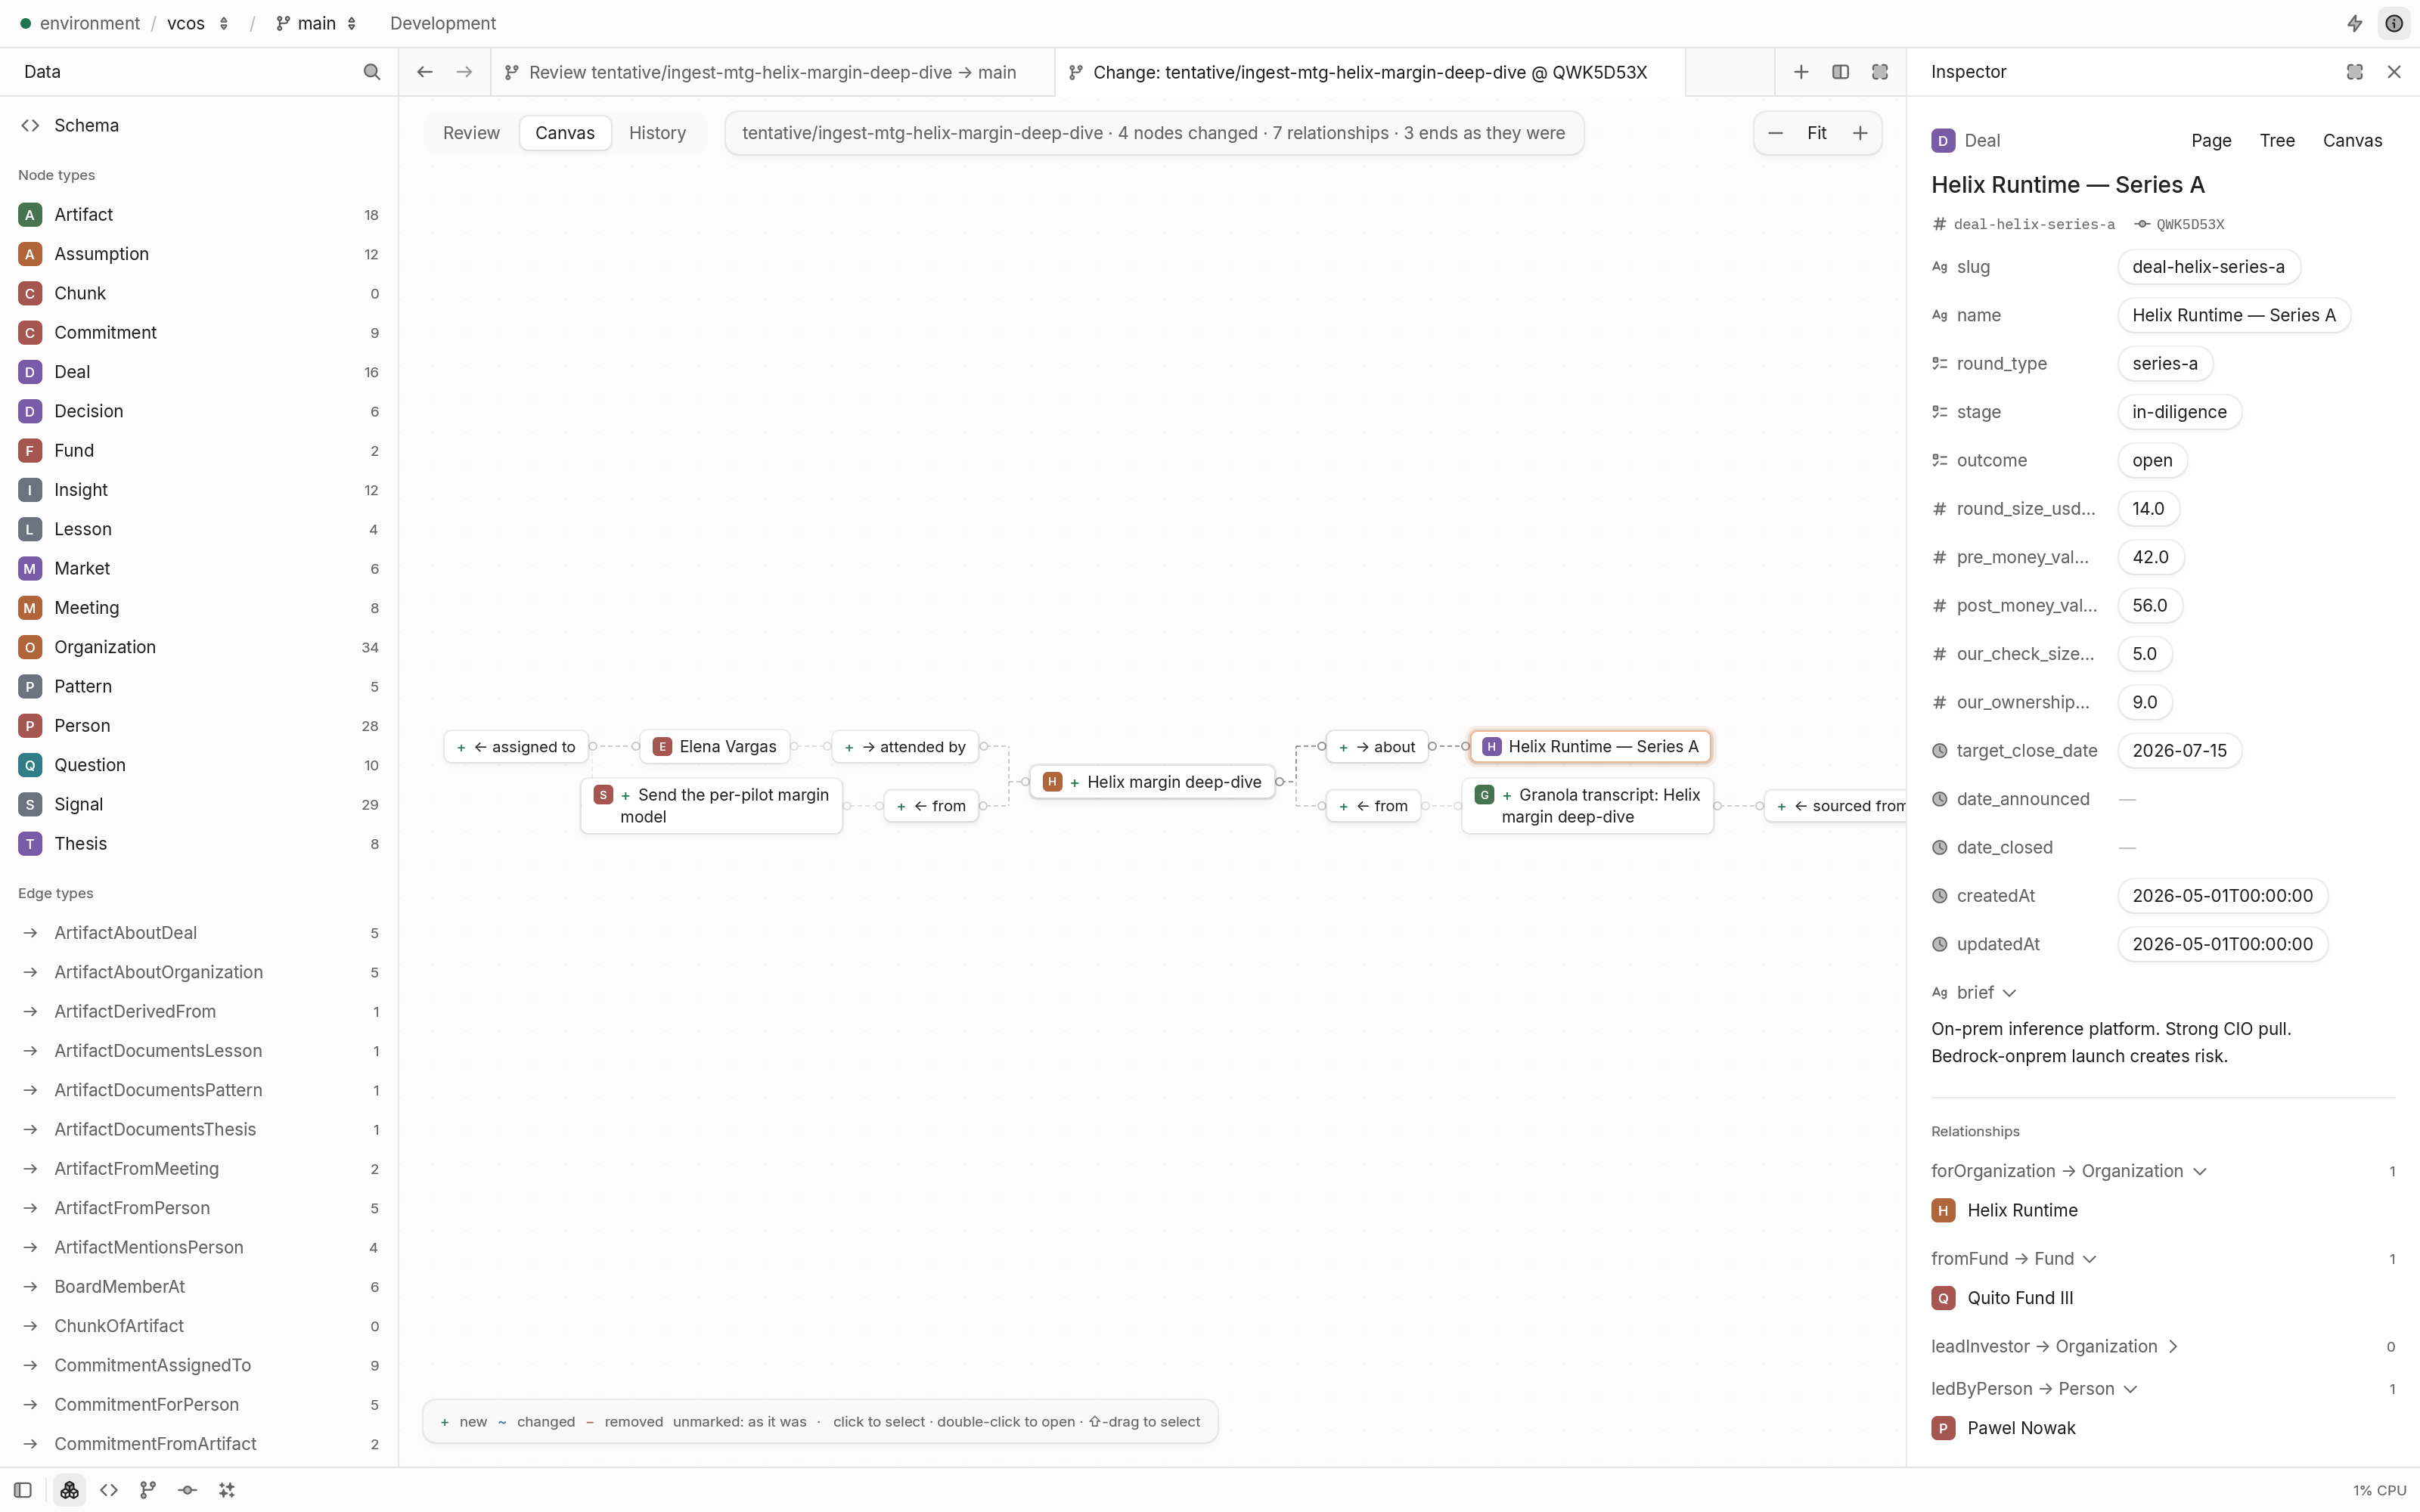 environment / vcos / main Development
Data
Review tentative/ingest-mtg-helix-margin-deep-dive → main
Change: tentative/ingest-mtg-helix-margin-deep-dive @ QWK5D53X
Inspector
Schema
Node types
A Artifact 18
A Assumption 12
C Chunk 0
C Commitment 9
D Deal 16
D Decision 6
F Fund 2
I Insight 12
L Lesson 4
M Market 6
M Meeting 8
O Organization 34
P Pattern 5
P Person 28
Q Question 10
S Signal 29
T Thesis 8
Edge types
→ ArtifactAboutDeal 5
→ ArtifactAboutOrganization 5
→ ArtifactDerivedFrom 1
→ ArtifactDocumentsLesson 1
→ ArtifactDocumentsPattern 1
→ ArtifactDocumentsThesis 1
→ ArtifactFromMeeting 2
→ ArtifactFromPerson 5
→ ArtifactMentionsPerson 4
→ BoardMemberAt 6
→ ChunkOfArtifact 0
→ CommitmentAssignedTo 9
→ CommitmentForPerson 5
→ CommitmentFromArtifact 2
Review Canvas History
tentative/ingest-mtg-helix-margin-deep-dive · 4 nodes changed · 7 relationships · 3 ends as they were
− Fit +
+ ← assigned to
E Elena Vargas
+ → attended by
S + Send the per-pilot margin
model
+ ← from
H + Helix margin deep-dive
+ → about
H Helix Runtime — Series A
+ ← from
G + Granola transcript: Helix
margin deep-dive
+ ← sourced from
+ new ~ changed − removed unmarked: as it was · click to select · double-click to open · ⇧-drag to select
D Deal
Page Tree Canvas
Helix Runtime — Series A
# deal-helix-series-a QWK5D53X
Ag slug deal-helix-series-a
Ag name Helix Runtime — Series A
round_type series-a
stage in-diligence
outcome open
# round_size_usd... 14.0
# pre_money_val... 42.0
# post_money_val... 56.0
# our_check_size... 5.0
# our_ownership... 9.0
target_close_date 2026-07-15
date_announced —
date_closed —
createdAt 2026-05-01T00:00:00
updatedAt 2026-05-01T00:00:00
Ag brief
On-prem inference platform. Strong CIO pull.
Bedrock-onprem launch creates risk.
Relationships
forOrganization → Organization 1
H Helix Runtime
fromFund → Fund 1
Q Quito Fund III
leadInvestor → Organization 0
ledByPerson → Person 1
P Pawel Nowak
1% CPU